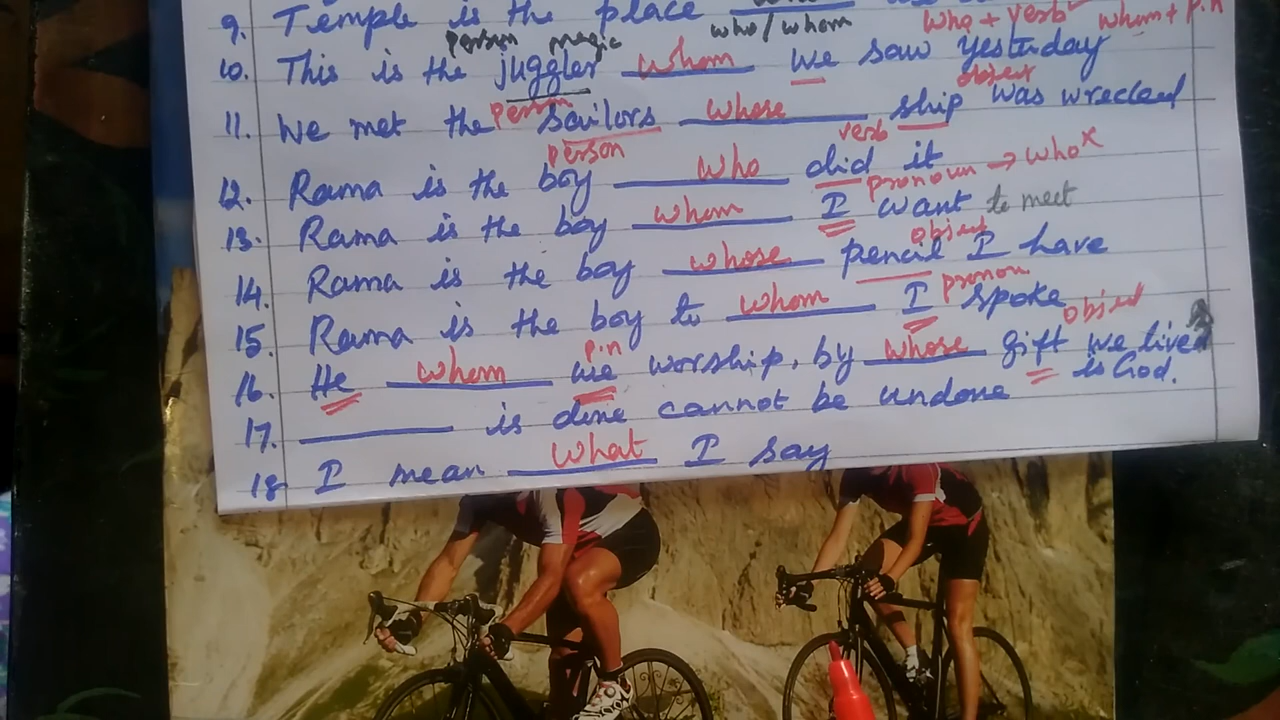 9. Temple is the place
who/whom who + verb whom + p.n
person magic
10. This is the juggler whom we saw yesterday
person object
11. We met the sailors whose ship was wrecked
person verb
12. Rama is the boy who did it
pronoun → who x
13. Rama is the boy whom I want to meet
object
14. Rama is the boy whose pencil I have
pronon
15. Rama is the boy to whom I spoke
p.n object
16. He whom we worship, by whose gift we lived
is God.
17. is done cannot be undone
18 I mean what I say